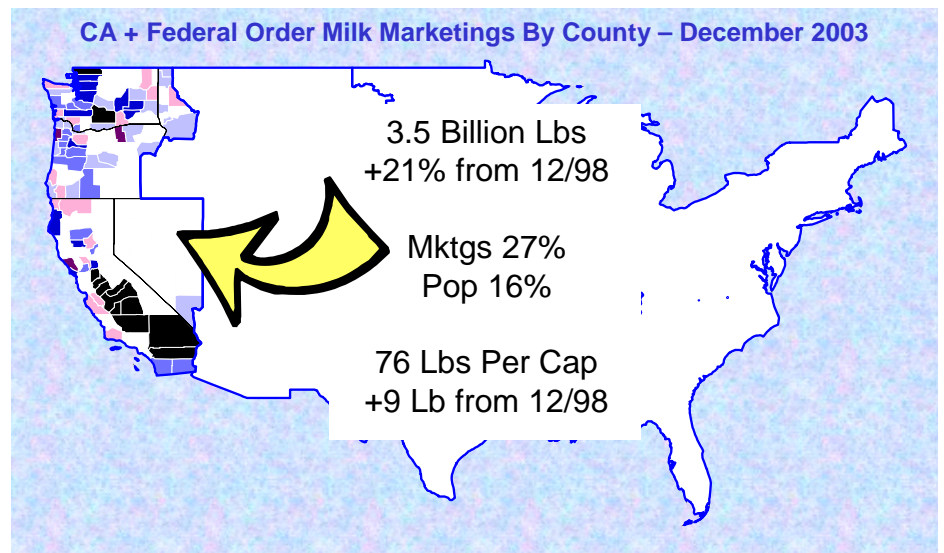 CA + Federal Order Milk Marketings By County – December 2003
3.5 Billion Lbs
+21% from 12/98
Mktgs 27%
Pop 16%
76 Lbs Per Cap
+9 Lb from 12/98